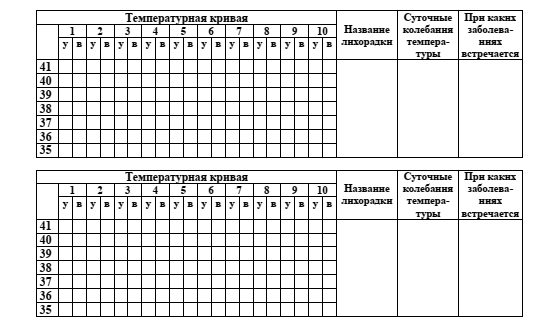 Температурная кривая
Название лихорадки
Суточные колебания темпера-туры
При каких заболева-ниях встречается
1 2 3 4 5 6 7 8 9 10
у в у в у в у в у в у в у в у в у в у в
41
40
39
38
37
36
35
Температурная кривая
Название лихорадки
Суточные колебания темпера-туры
При каких заболева-ниях встречается
1 2 3 4 5 6 7 8 9 10
у в у в у в у в у в у в у в у в у в у в
41
40
39
38
37
36
35